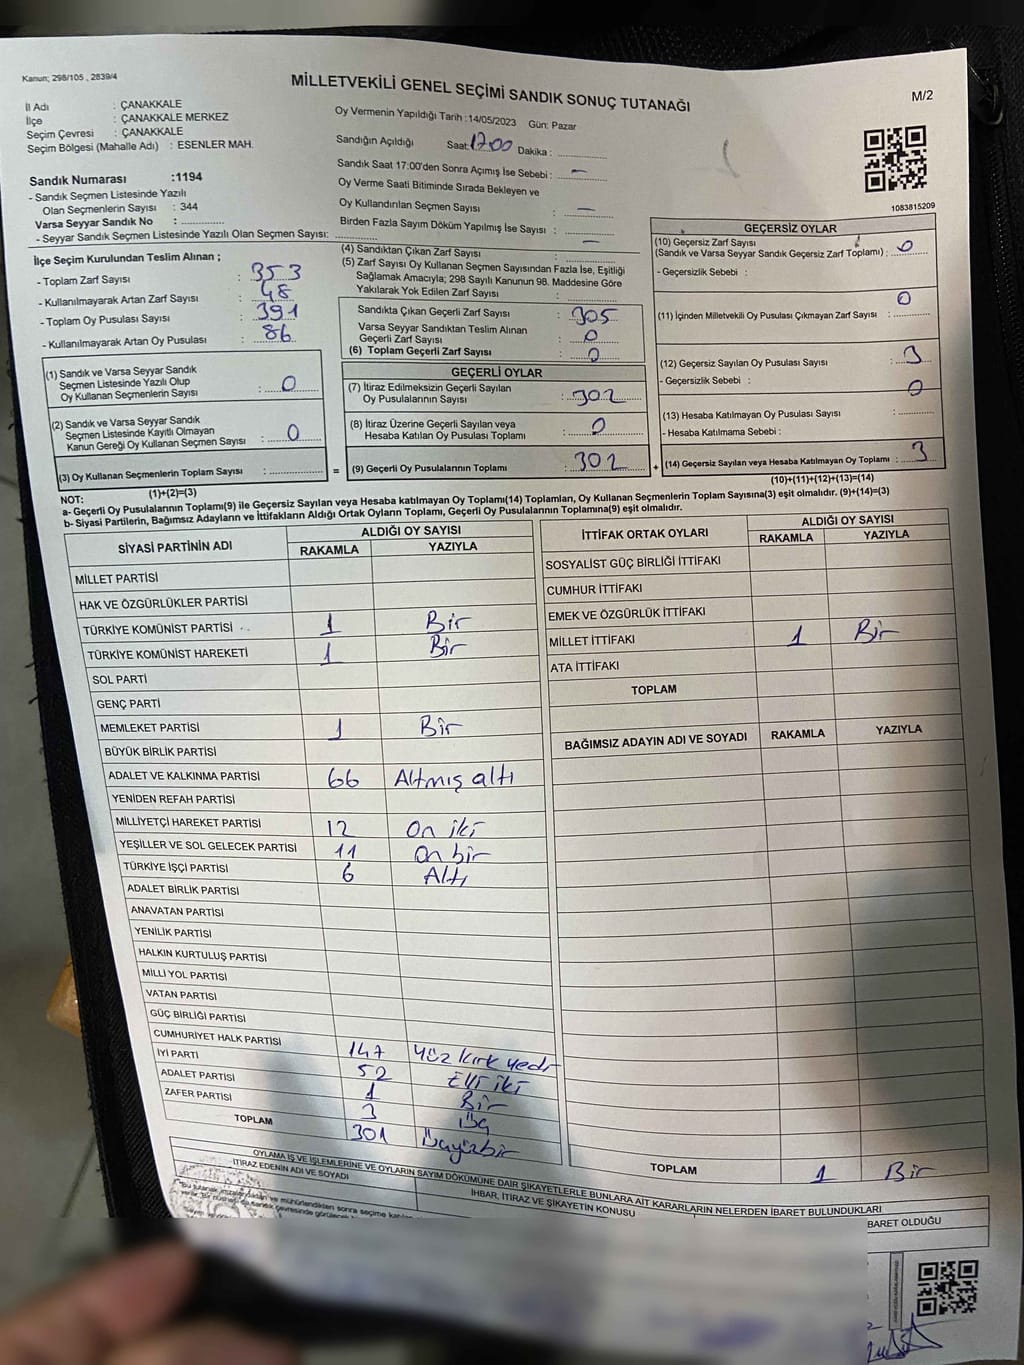 Kanun; 298/105 , 2839/4
MİLLETVEKİLİ GENEL SEÇİMİ SANDIK SONUÇ TUTANAĞI
M/2
İl Adı : ÇANAKKALE
İlçe : ÇANAKKALE MERKEZ
Seçim Çevresi : ÇANAKKALE
Seçim Bölgesi (Mahalle Adı) : ESENLER MAH.
Oy Vermenin Yapıldığı Tarih :14/05/2023 Gün: Pazar
Sandığın Açıldığı Saat:17:00 Dakika : ............
Sandık Saat 17:00'den Sonra Açımış İse Sebebi : –
Oy Verme Saati Bitiminde Sırada Bekleyen ve
Oy Kullandırılan Seçmen Sayısı : –
Birden Fazla Sayım Döküm Yapılmış İse Sayısı : –
1083815209
Sandık Numarası :1194
- Sandık Seçmen Listesinde Yazılı
Olan Seçmenlerin Sayısı : 344
Varsa Seyyar Sandık No : ............
- Seyyar Sandık Seçmen Listesinde Yazılı Olan Seçmen Sayısı: ............
İlçe Seçim Kurulundan Teslim Alınan ;
- Toplam Zarf Sayısı : 353
- Kullanılmayarak Artan Zarf Sayısı : 48
- Toplam Oy Pusulası Sayısı : 391
- Kullanılmayarak Artan Oy Pusulası : 86
(4) Sandıktan Çıkan Zarf Sayısı : ............
(5) Zarf Sayısı Oy Kullanan Seçmen Sayısından Fazla İse, Eşitliği
Sağlamak Amacıyla; 298 Sayılı Kanunun 98. Maddesine Göre
Yakılarak Yok Edilen Zarf Sayısı : ............
Sandıkta Çıkan Geçerli Zarf Sayısı : 305
Varsa Seyyar Sandıktan Teslim Alınan
Geçerli Zarf Sayısı : 0
(6) Toplam Geçerli Zarf Sayısı : 0
GEÇERSİZ OYLAR
(10) Geçersiz Zarf Sayısı
(Sandık ve Varsa Seyyar Sandık Geçersiz Zarf Toplamı) : 0
- Geçersizlik Sebebi :
0
(11) İçinden Milletvekili Oy Pusulası Çıkmayan Zarf Sayısı : ............
(12) Geçersiz Sayılan Oy Pusulası Sayısı : 3
- Geçersizlik Sebebi :
0
(13) Hesaba Katılmayan Oy Pusulası Sayısı : ............
- Hesaba Katılmama Sebebi :
(14) Geçersiz Sayılan veya Hesaba Katılmayan Oy Toplamı : 3
(10)+(11)+(12)+(13)=(14)
(1) Sandık ve Varsa Seyyar Sandık
Seçmen Listesinde Yazılı Olup
Oy Kullanan Seçmenlerin Sayısı : 0
(2) Sandık ve Varsa Seyyar Sandık
Seçmen Listesinde Kayıtlı Olmayan
Kanun Gereği Oy Kullanan Seçmen Sayısı : 0
(3) Oy Kullanan Seçmenlerin Toplam Sayısı : ............
(1)+(2)=(3)
=
GEÇERLİ OYLAR
(7) İtiraz Edilmeksizin Geçerli Sayılan
Oy Pusulalarının Sayısı : 302
(8) İtiraz Üzerine Geçerli Sayılan veya
Hesaba Katılan Oy Pusulası Toplamı : 0
(9) Geçerli Oy Pusulalarının Toplamı : 302
+
NOT:
a- Geçerli Oy Pusulalarının Toplamı(9) ile Geçersiz Sayılan veya Hesaba katılmayan Oy Toplamı(14) Toplamları, Oy Kullanan Seçmenlerin Toplam Sayısına(3) eşit olmalıdır. (9)+(14)=(3)
b- Siyasi Partilerin, Bağımsız Adayların ve İttifakların Aldığı Ortak Oyların Toplamı, Geçerli Oy Pusulalarının Toplamına(9) eşit olmalıdır.
SİYASİ PARTİNİN ADI ALDIĞI OY SAYISI
RAKAMLA YAZIYLA
MİLLET PARTİSİ
HAK VE ÖZGÜRLÜKLER PARTİSİ
TÜRKİYE KOMÜNİST PARTİSİ 1 Bir
TÜRKİYE KOMÜNİST HAREKETİ 1 Bir
SOL PARTİ
GENÇ PARTİ
MEMLEKET PARTİSİ 1 Bir
BÜYÜK BİRLİK PARTİSİ
ADALET VE KALKINMA PARTİSİ 66 Altmış altı
YENİDEN REFAH PARTİSİ
MİLLİYETÇİ HAREKET PARTİSİ 12 On iki
YEŞİLLER VE SOL GELECEK PARTİSİ 11 On bir
TÜRKİYE İŞÇİ PARTİSİ 6 Altı
ADALET BİRLİK PARTİSİ
ANAVATAN PARTİSİ
YENİLİK PARTİSİ
HALKIN KURTULUŞ PARTİSİ
MİLLİ YOL PARTİSİ
VATAN PARTİSİ
GÜÇ BİRLİĞİ PARTİSİ
CUMHURİYET HALK PARTİSİ 147 Yüz kırk yedi
İYİ PARTİ 52 Elli iki
ADALET PARTİSİ 1 Bir
ZAFER PARTİSİ 3 Üç
TOPLAM 301 Üçyüzbir
İTTİFAK ORTAK OYLARI ALDIĞI OY SAYISI
RAKAMLA YAZIYLA
SOSYALİST GÜÇ BİRLİĞİ İTTİFAKI
CUMHUR İTTİFAKI
EMEK VE ÖZGÜRLÜK İTTİFAKI
MİLLET İTTİFAKI 1 Bir
ATA İTTİFAKI
TOPLAM
BAĞIMSIZ ADAYIN ADI VE SOYADI RAKAMLA YAZIYLA
TOPLAM 1 Bir
OYLAMA İŞ VE İŞLEMLERİNE VE OYLARIN SAYIM DÖKÜMÜNE DAİR ŞİKAYETLERLE BUNLARA AİT KARARLARIN NELERDEN İBARET BULUNDUKLARI
İTİRAZ EDENİN ADI VE SOYADI İHBAR, İTİRAZ VE ŞİKAYETİN KONUSU BARET OLDUĞU